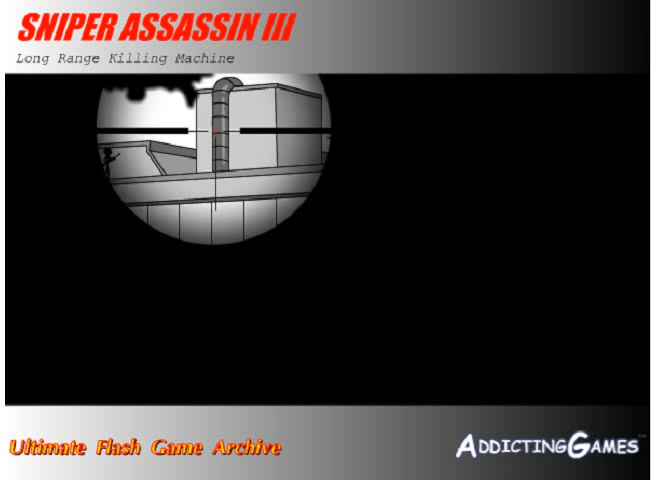 SNIPER ASSASSIN III
Long Range Killing Machine
Ultimate Flash Game Archive
ADDICTINGGAMES